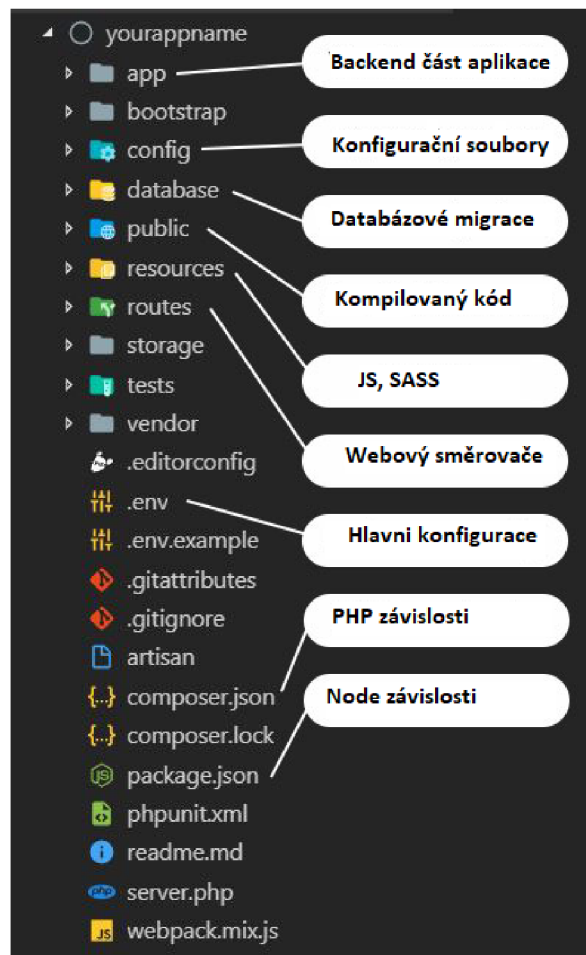 yourappname
app
Backend část aplikace
bootstrap
config
Konfigurační soubory
database
Databázové migrace
public
Kompilovaný kód
resources
JS, SASS
routes
Webový směrovače
storage
tests
vendor
.editorconfig
.env
Hlavni konfigurace
.env.example
.gitattributes
.gitignore
PHP závislosti
artisan
composer.json
Node závislosti
composer.lock
package.json
phpunit.xml
readme.md
server.php
webpack.mix.js